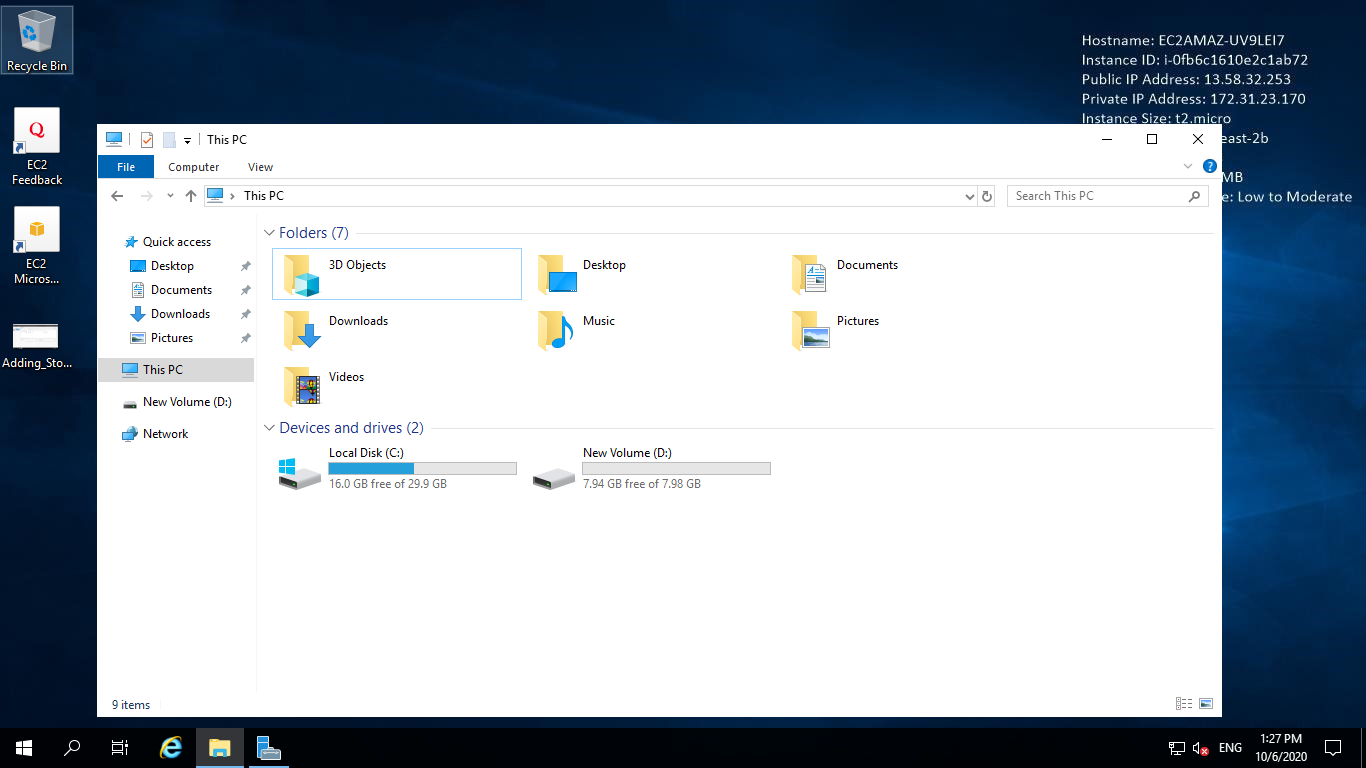 Recycle Bin
EC2
Feedback
EC2
Micros...
Adding_Sto...
Hostname: EC2AMAZ-UV9LEI7
Instance ID: i-0fb6c1610e2c1ab72
Public IP Address: 13.58.32.253
Private IP Address: 172.31.23.170
Instance Size: t2.micro
east-2b
MB
e: Low to Moderate
This PC
File Computer View
This PC
Search This PC
Quick access
Desktop
Documents
Downloads
Pictures
This PC
New Volume (D:)
Network
Folders (7)
3D Objects
Desktop
Documents
Downloads
Music
Pictures
Videos
Devices and drives (2)
Local Disk (C:)
16.0 GB free of 29.9 GB
New Volume (D:)
7.94 GB free of 7.98 GB
9 items
ENG
1:27 PM
10/6/2020